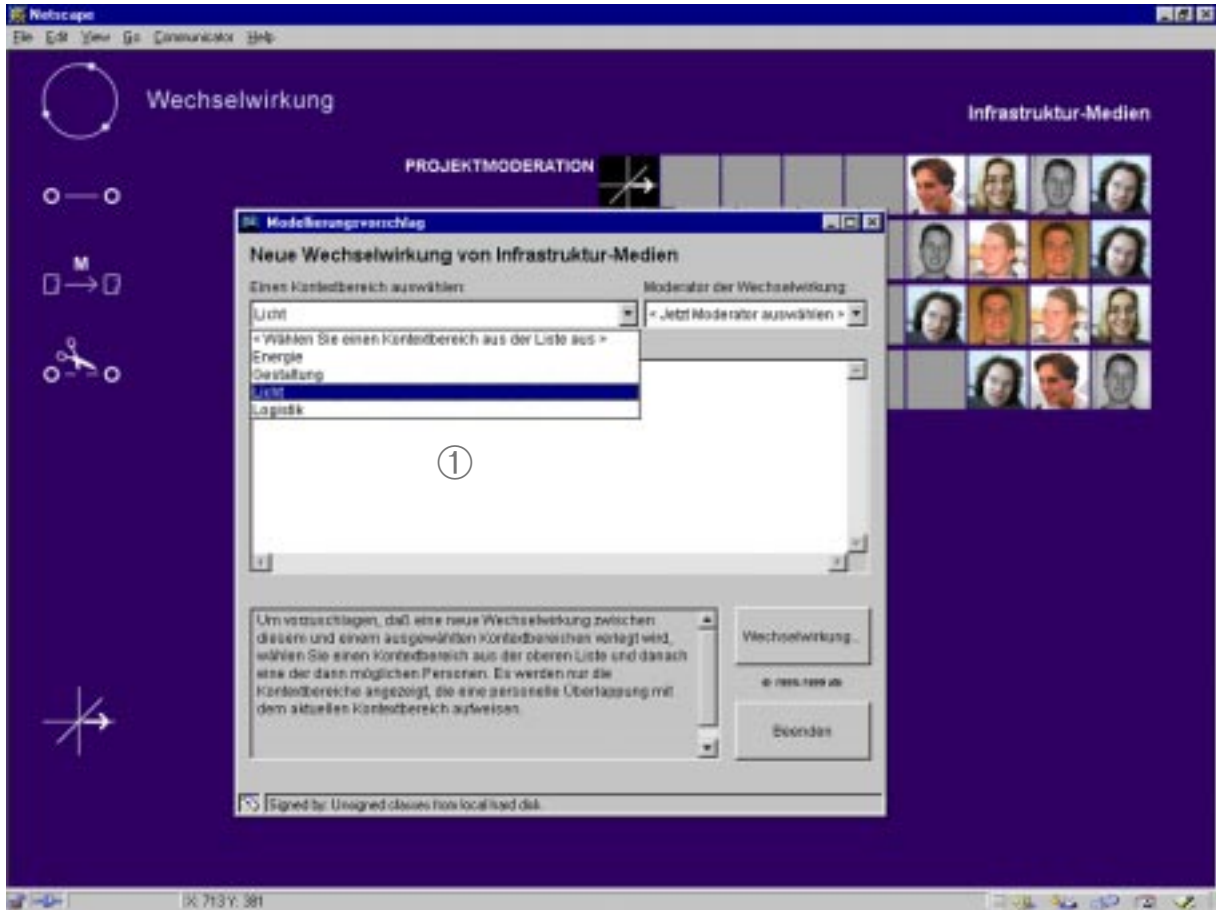 Netscape
File Edit View Go Communicator Help
Wechselwirkung
Infrastruktur-Medien
PROJEKTMODERATION
M
Modellierungsvorschlag
Neue Wechselwirkung von Infrastruktur-Medien
Einen Kontextbereich auswählen:
Moderator der Wechselwirkung:
Licht
< Jetzt Moderator auswählen >
< Wählen Sie einen Kontextbereich aus der Liste aus >
Energie
Gestaltung
Licht
Logistik
①
Um vorzuschlagen, daß eine neue Wechselwirkung zwischen
diesem und einem ausgewählten Kontextbereichen verlegt wird,
wählen Sie einen Kontextbereich aus der oberen Liste und danach
eine der dann möglichen Personen. Es werden nur die
Kontextbereiche angezeigt, die eine personelle Überlappung mit
dem aktuellen Kontextbereich aufweisen.
Wechselwirkung...
Beenden
Signed by: Unsigned classes from local hard disk
X: 713 Y: 381